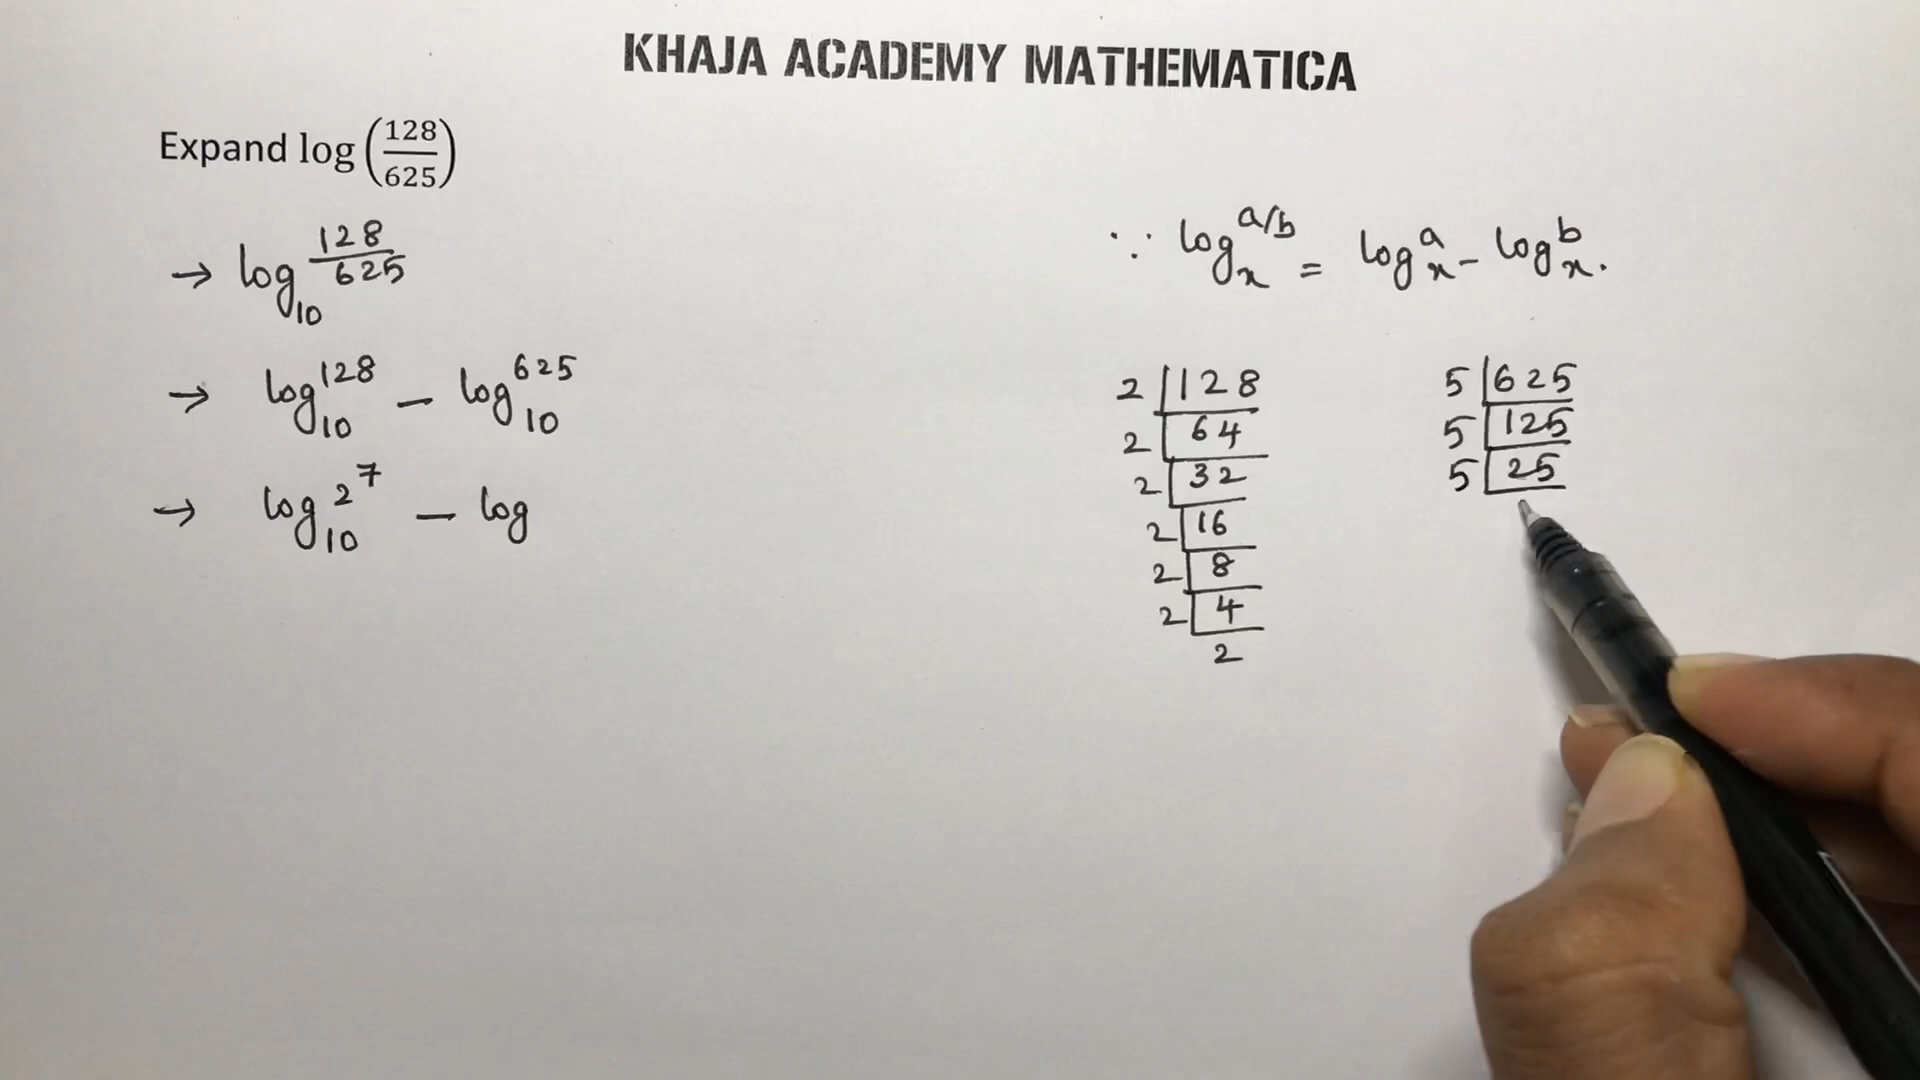 KHAJA ACADEMY MATHEMATICA
Expand log (128/625)
→ log₁₀ 128/625
→ log₁₀ 128 − log₁₀ 625
→ log₁₀ 2⁷ − log
∵ logₓ a/b = logₓ a − logₓ b.
2 | 128
2 | 64
2 | 32
2 | 16
2 | 8
2 | 4
2
5 | 625
5 | 125
5 | 25